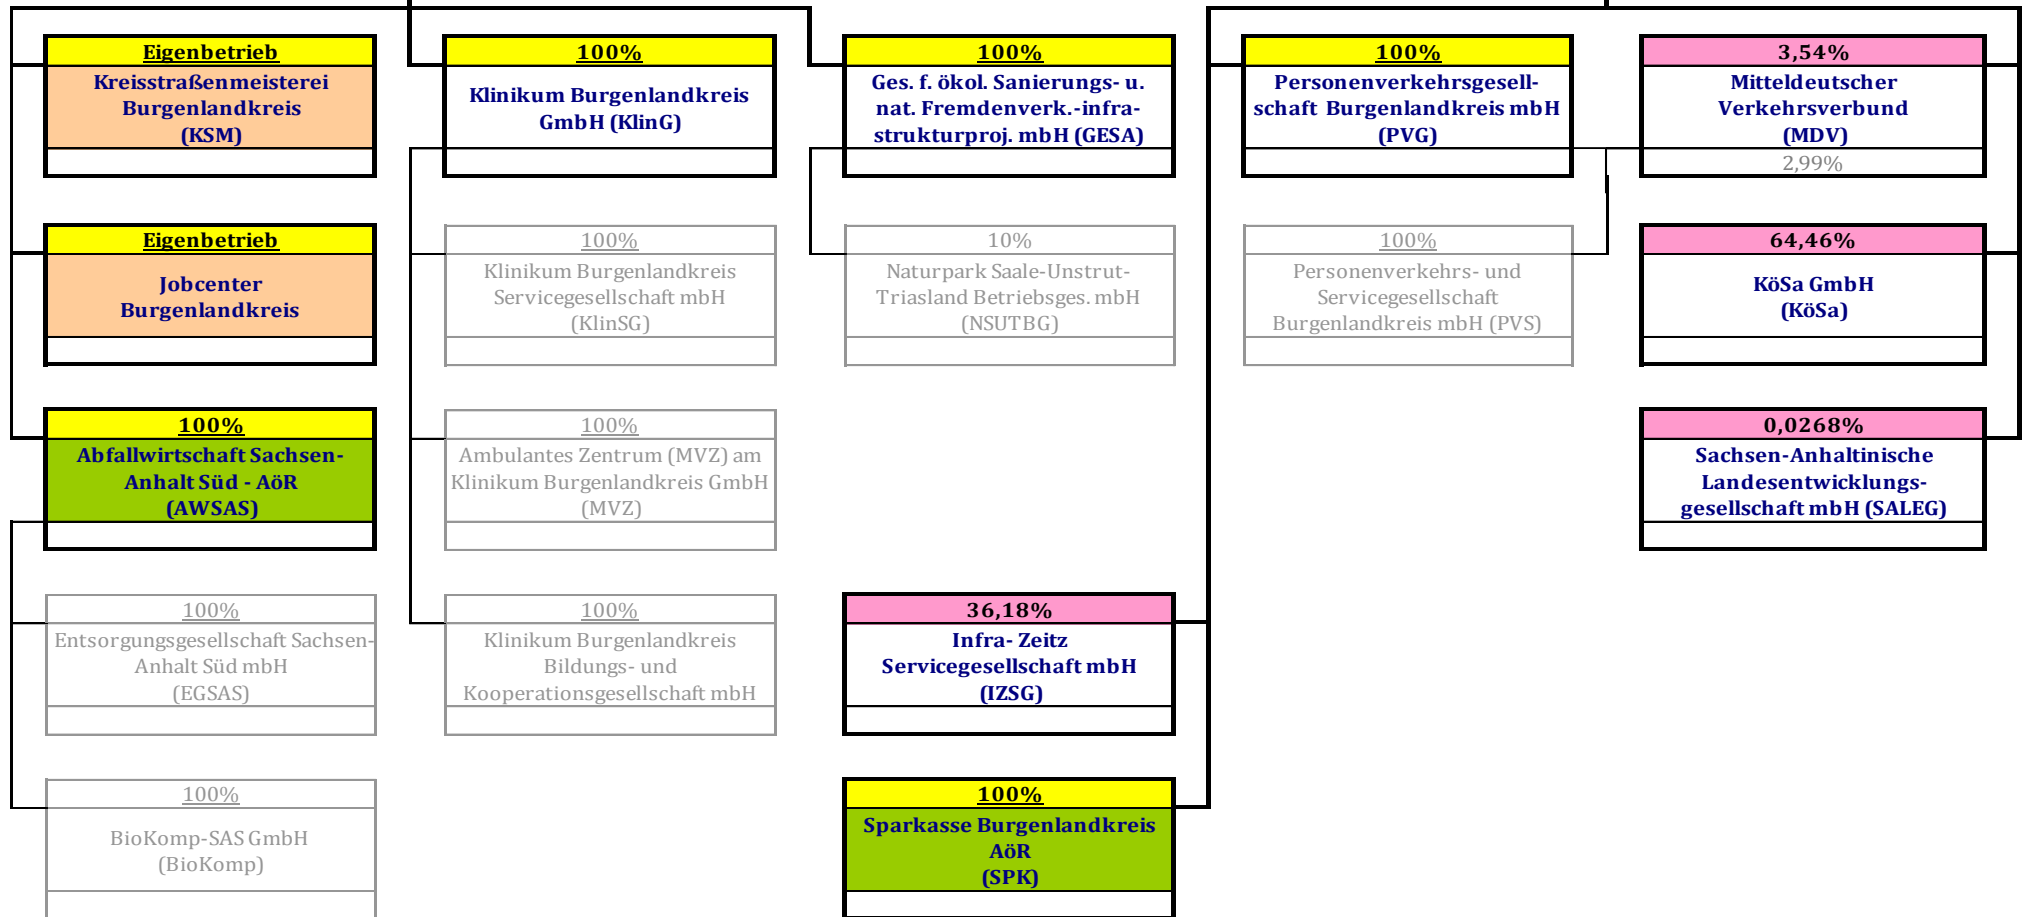 Eigenbetrieb
Kreisstraßenmeisterei
Burgenlandkreis
(KSM)
100%
Klinikum Burgenlandkreis
GmbH (KlinG)
100%
Ges. f. ökol. Sanierungs- u.
nat. Fremdenverk.-infra-
strukturproj. mbH (GESA)
100%
Personenverkehrsgesell-
schaft Burgenlandkreis mbH
(PVG)
3,54%
Mitteldeutscher
Verkehrsverbund
(MDV)
2,99%
Eigenbetrieb
Jobcenter
Burgenlandkreis
100%
Klinikum Burgenlandkreis
Servicegesellschaft mbH
(KlinSG)
10%
Naturpark Saale-Unstrut-
Triasland Betriebsges. mbH
(NSUTBG)
100%
Personenverkehrs- und
Servicegesellschaft
Burgenlandkreis mbH (PVS)
64,46%
KöSa GmbH
(KöSa)
100%
Abfallwirtschaft Sachsen-
Anhalt Süd - AöR
(AWSAS)
100%
Ambulantes Zentrum (MVZ) am
Klinikum Burgenlandkreis GmbH
(MVZ)
0,0268%
Sachsen-Anhaltinische
Landesentwicklungs-
gesellschaft mbH (SALEG)
100%
Entsorgungsgesellschaft Sachsen-
Anhalt Süd mbH
(EGSAS)
100%
Klinikum Burgenlandkreis
Bildungs- und
Kooperationsgesellschaft mbH
36,18%
Infra- Zeitz
Servicegesellschaft mbH
(IZSG)
100%
BioKomp-SAS GmbH
(BioKomp)
100%
Sparkasse Burgenlandkreis
AöR
(SPK)